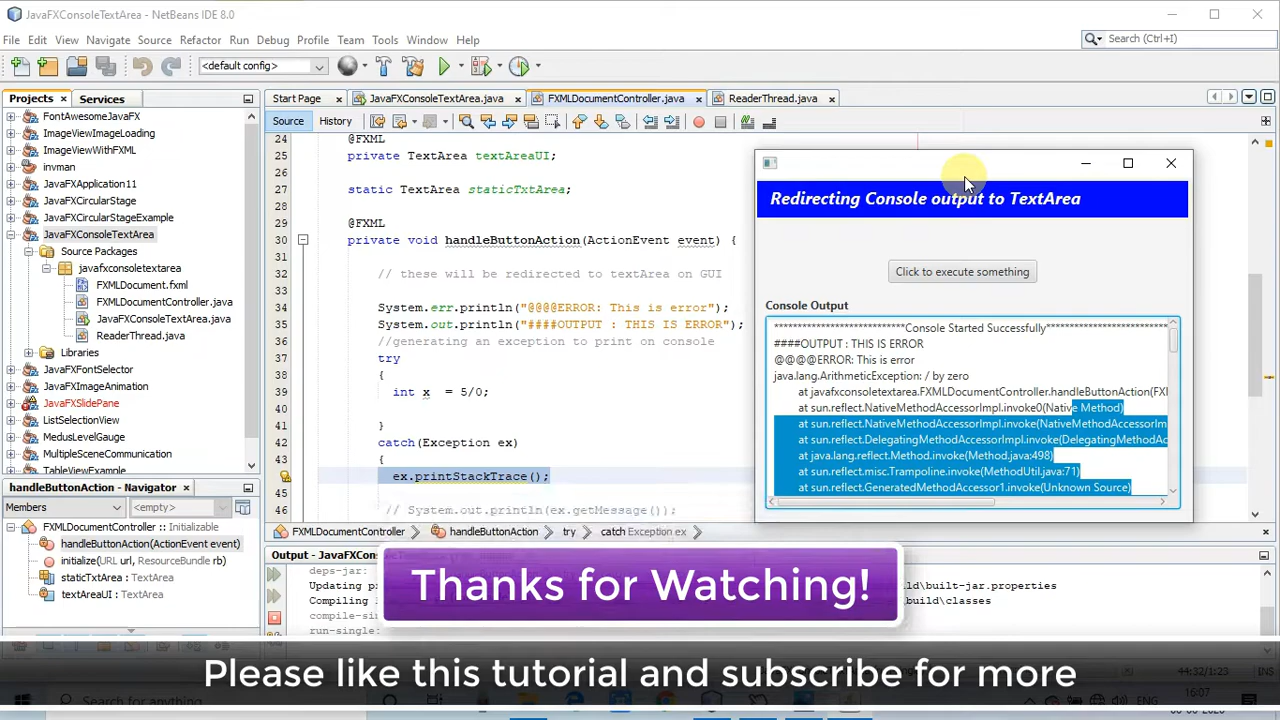 JavaFXConsoleTextArea - NetBeans IDE 8.0
File Edit View Navigate Source Refactor Run Debug Profile Team Tools Window Help
Search (Ctrl+I)
<default config>
Projects
Services
FontAwesomeJavaFX
ImageViewImageLoading
ImageViewWithFXML
invman
JavaFXApplication11
JavaFXCircularStage
JavaFXCircularStageExample
JavaFXConsoleTextArea
Source Packages
javafxconsoletextarea
FXMLDocument.fxml
FXMLDocumentController.java
JavaFXConsoleTextArea.java
ReaderThread.java
Libraries
JavaFXFontSelector
JavaFXImageAnimation
JavaFXSlidePane
ListSelectionView
MedusLevelGauge
MultipleSceneCommunication
TableViewExample
handleButtonAction - Navigator
Members <empty>
FXMLDocumentController :: Initializable
handleButtonAction(ActionEvent event)
initialize(URL url, ResourceBundle rb)
staticTxtArea : TextArea
textAreaUI : TextArea
Start Page JavaFXConsoleTextArea.java FXMLDocumentController.java ReaderThread.java
Source History
24 @FXML
25 private TextArea textAreaUI;
26
27 static TextArea staticTxtArea;
28
29 @FXML
30 private void handleButtonAction(ActionEvent event) {
31
32 // these will be redirected to textArea on GUI
33
34 System.err.println("@@@@ERROR: This is error");
35 System.out.println("####OUTPUT : THIS IS ERROR");
36 //generating an exception to print on console
37 try
38 {
39 int x = 5/0;
40
41 }
42 catch(Exception ex)
43 {
ex.printStackTrace();
45
46 // System.out.println(ex.getMessage());
FXMLDocumentController handleButtonAction try catch Exception ex
Redirecting Console output to TextArea
Click to execute something
Console Output
***************************Console Started Successfully***************************
####OUTPUT : THIS IS ERROR
@@@@ERROR: This is error
java.lang.ArithmeticException: / by zero
at javafxconsoletextarea.FXMLDocumentController.handleButtonAction(FX
at sun.reflect.NativeMethodAccessorImpl.invoke0(Native Method)
at sun.reflect.NativeMethodAccessorImpl.invoke(NativeMethodAccessorIm
at sun.reflect.DelegatingMethodAccessorImpl.invoke(DelegatingMethodAc
at java.lang.reflect.Method.invoke(Method.java:498)
at sun.reflect.misc.Trampoline.invoke(MethodUtil.java:71)
at sun.reflect.GeneratedMethodAccessor1.invoke(Unknown Source)
Output - JavaFXCons
deps-jar:
Updating p
build\built-jar.properties
Compiling
build\classes
compile-si
run-single:
Thanks for Watching!
44:32/1:23
Please like this tutorial and subscribe for more
Search for anything
ENG
16:07